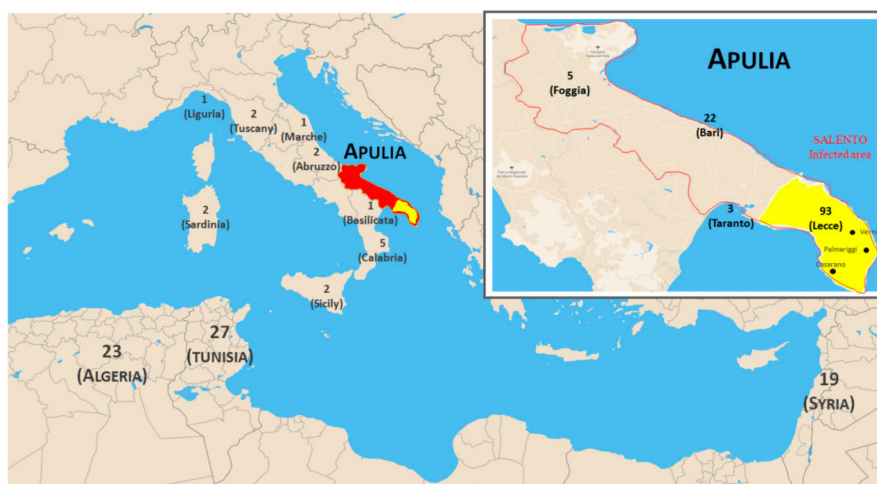 1
(Liguria)
2
(Tuscany)
1
(Marche)
2
(Abruzzo)
APULIA
1
(Basilicata)
2
(Sardinia)
5
(Calabria)
2
(Sicily)
23
(ALGERIA)
27
(TUNISIA)
19
(SYRIA)
APULIA
5
(Foggia)
22
(Bari)
SALENTO
Infected area
3
(Taranto)
93
(Lecce)
Palmariggi
Casarano